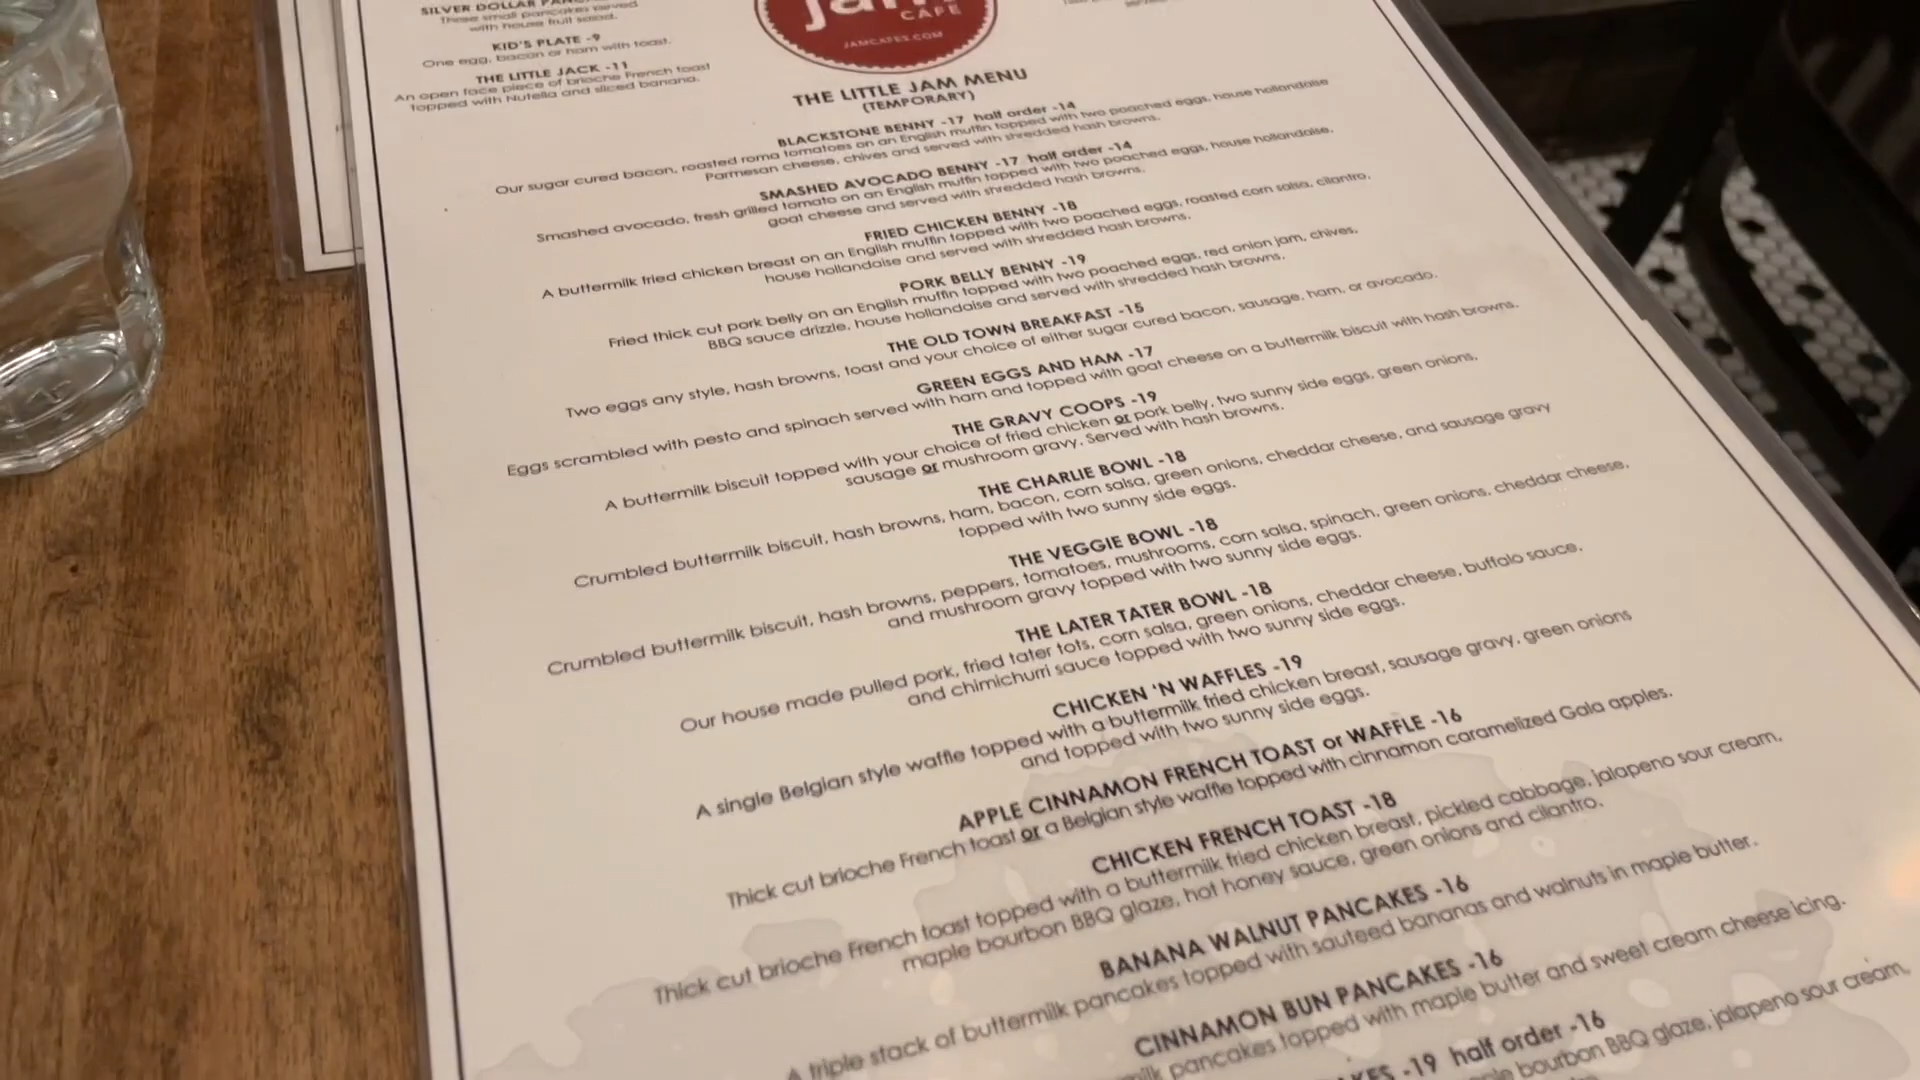 SILVER DOLLAR
These small pancakes served
with house fruit salad.
KID'S PLATE -9
One egg, bacon or ham with toast.
THE LITTLE JACK -11
An open face piece of brioche French toast
topped with Nutella and sliced banana.
jam
CAFE
JAMCAFES.COM
THE LITTLE JAM MENU
(TEMPORARY)
BLACKSTONE BENNY -17 half order -14
Our sugar cured bacon, roasted roma tomatoes on an English muffin topped with two poached eggs, house hollandaise
Parmesan cheese, chives and served with shredded hash browns.
SMASHED AVOCADO BENNY -17 half order -14
Smashed avocado, fresh grilled tomato on an English muffin topped with two poached eggs, house hollandaise,
goat cheese and served with shredded hash browns.
FRIED CHICKEN BENNY -18
A buttermilk fried chicken breast on an English muffin topped with two poached eggs, roasted corn salsa, cilantro,
house hollandaise and served with shredded hash browns.
PORK BELLY BENNY -19
Fried thick cut pork belly on an English muffin topped with two poached eggs, red onion jam, chives,
BBQ sauce drizzle, house hollandaise and served with shredded hash browns.
THE OLD TOWN BREAKFAST -15
Two eggs any style, hash browns, toast and your choice of either sugar cured bacon, sausage, ham, or avocado.
GREEN EGGS AND HAM -17
Eggs scrambled with pesto and spinach served with ham and topped with goat cheese on a buttermilk biscuit with hash browns.
THE GRAVY COOPS -19
A buttermilk biscuit topped with your choice of fried chicken or pork belly, two sunny side eggs, green onions,
sausage or mushroom gravy. Served with hash browns.
THE CHARLIE BOWL -18
Crumbled buttermilk biscuit, hash browns, ham, bacon, corn salsa, green onions, cheddar cheese, and sausage gravy
topped with two sunny side eggs.
THE VEGGIE BOWL -18
Crumbled buttermilk biscuit, hash browns, peppers, tomatoes, mushrooms, corn salsa, spinach, green onions, cheddar cheese,
and mushroom gravy topped with two sunny side eggs.
THE LATER TATER BOWL -18
Our house made pulled pork, fried tater tots, corn salsa, green onions, cheddar cheese, buffalo sauce,
and chimichurri sauce topped with two sunny side eggs.
CHICKEN 'N WAFFLES -19
A single Belgian style waffle topped with a buttermilk fried chicken breast, sausage gravy, green onions
and topped with two sunny side eggs.
APPLE CINNAMON FRENCH TOAST or WAFFLE -16
Thick cut brioche French toast or a Belgian style waffle topped with cinnamon caramelized Gala apples.
CHICKEN FRENCH TOAST -18
Thick cut brioche French toast topped with a buttermilk fried chicken breast, pickled cabbage, jalapeno sour cream,
maple bourbon BBQ glaze, hot honey sauce, green onions and cilantro.
BANANA WALNUT PANCAKES -16
A triple stack of buttermilk pancakes topped with sauteed bananas and walnuts in maple butter.
CINNAMON BUN PANCAKES -16
pancakes topped with maple butter and sweet cream cheese icing.
-19 half order -16
bourbon BBQ glaze, jalapeno sour cream,